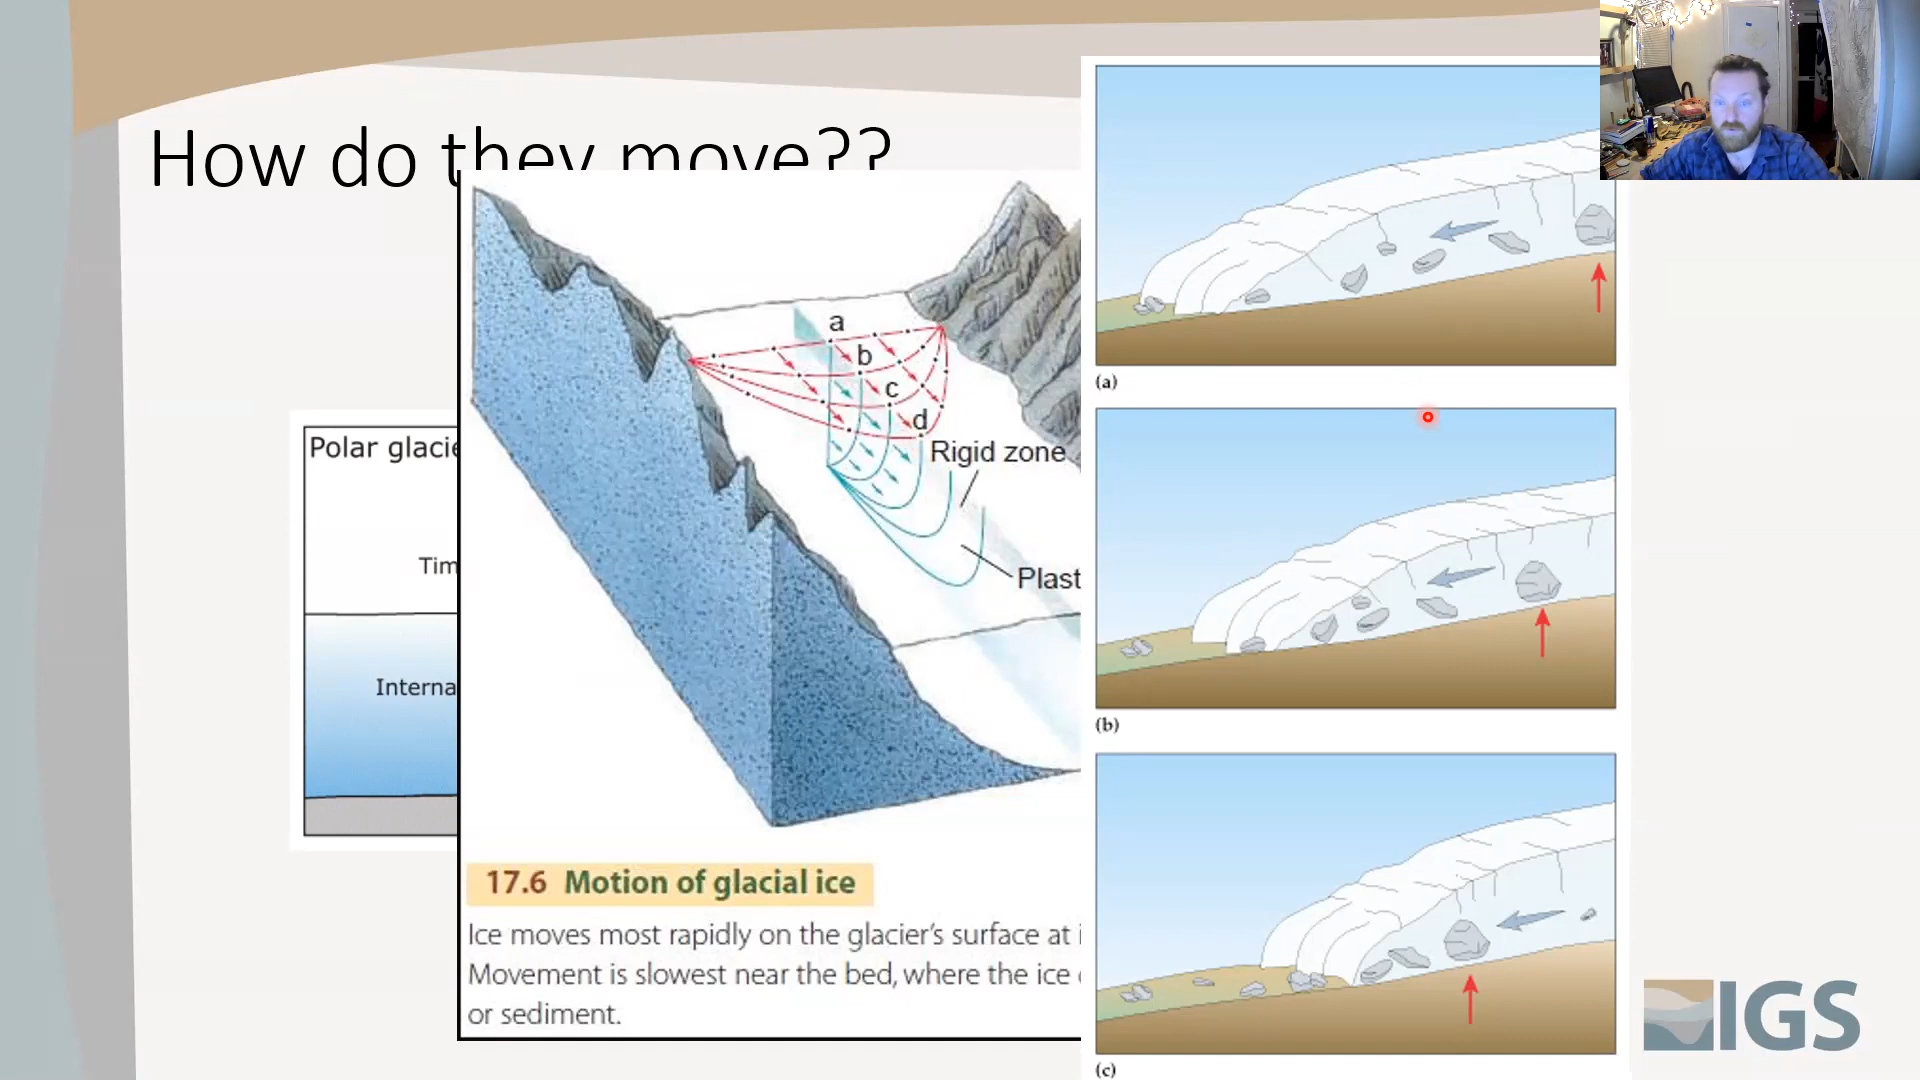 How do they move??
Polar glacie
Tim
Interna
a
b
c
d
Rigid zone
Plast
17.6 Motion of glacial ice
Ice moves most rapidly on the glacier's surface at i
Movement is slowest near the bed, where the ice
or sediment.
(a)
(b)
(c)
IGS